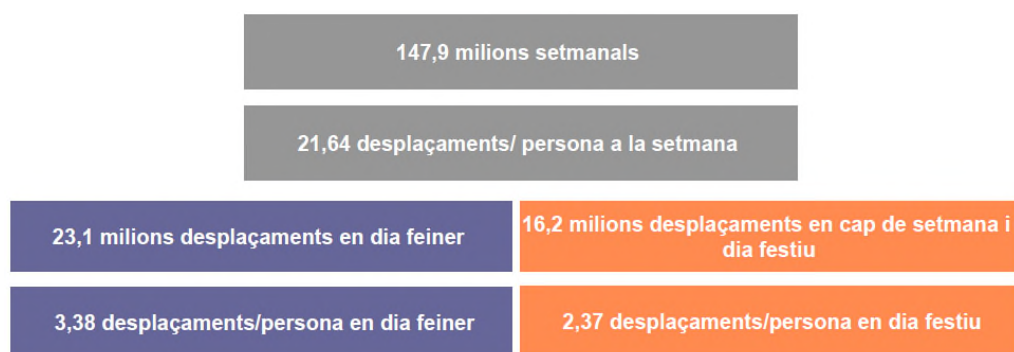 147,9 milions setmanals
21,64 desplaçaments/ persona a la setmana
23,1 milions desplaçaments en dia feiner
16,2 milions desplaçaments en cap de setmana i
dia festiu
3,38 desplaçaments/persona en dia feiner
2,37 desplaçaments/persona en dia festiu